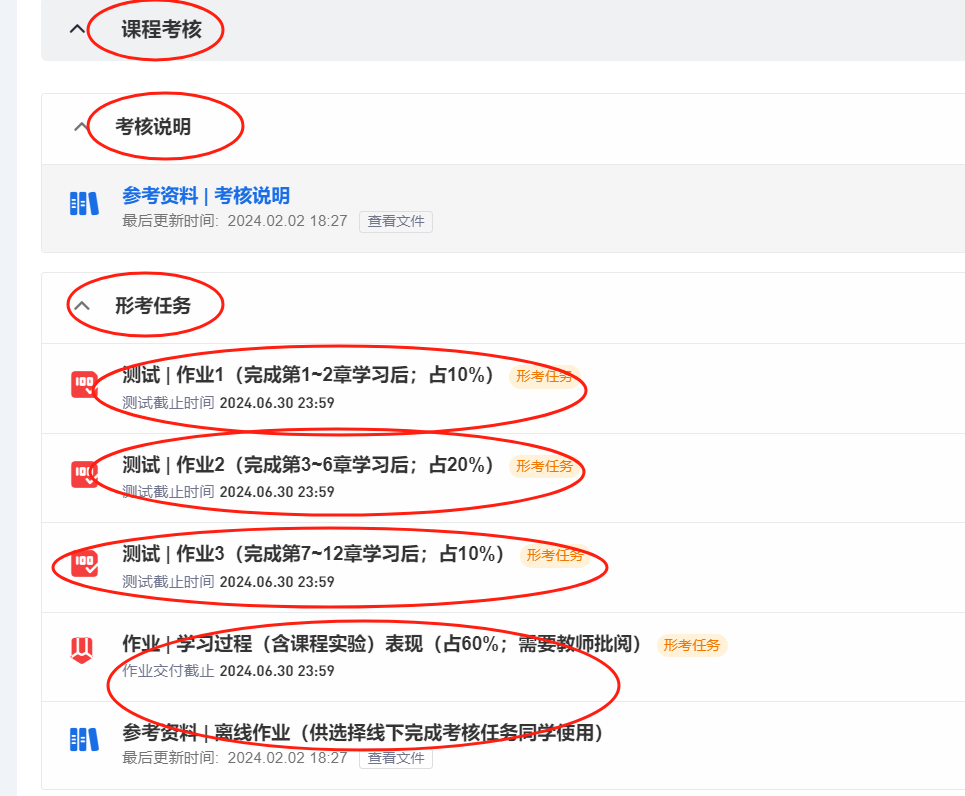 课程考核
考核说明
参考资料 | 考核说明
最后更新时间: 2024.02.02 18:27 查看文件
形考任务
测试 | 作业1（完成第1~2章学习后；占10%） 形考任务
测试截止时间 2024.06.30 23:59
测试 | 作业2（完成第3~6章学习后；占20%） 形考任务
测试截止时间 2024.06.30 23:59
测试 | 作业3（完成第7~12章学习后；占10%） 形考任务
测试截止时间 2024.06.30 23:59
作业 | 学习过程（含课程实验）表现（占60%；需要教师批阅） 形考任务
作业交付截止 2024.06.30 23:59
参考资料 | 离线作业（供选择线下完成考核任务同学使用）
最后更新时间: 2024.02.02 18:27 查看文件